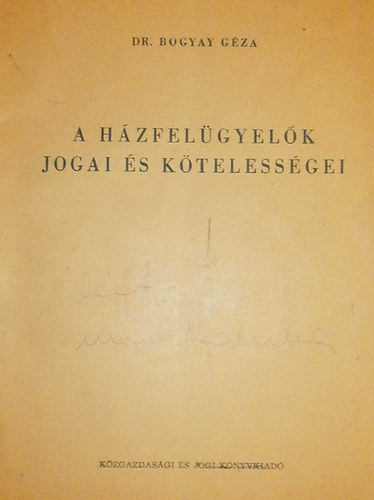 DR. BOGYAY GÉZA
A HÁZFELÜGYELŐK
JOGAI ÉS KÖTELESSÉGEI
KÖZGAZDASÁGI ÉS JOGI KÖNYVKIADÓ